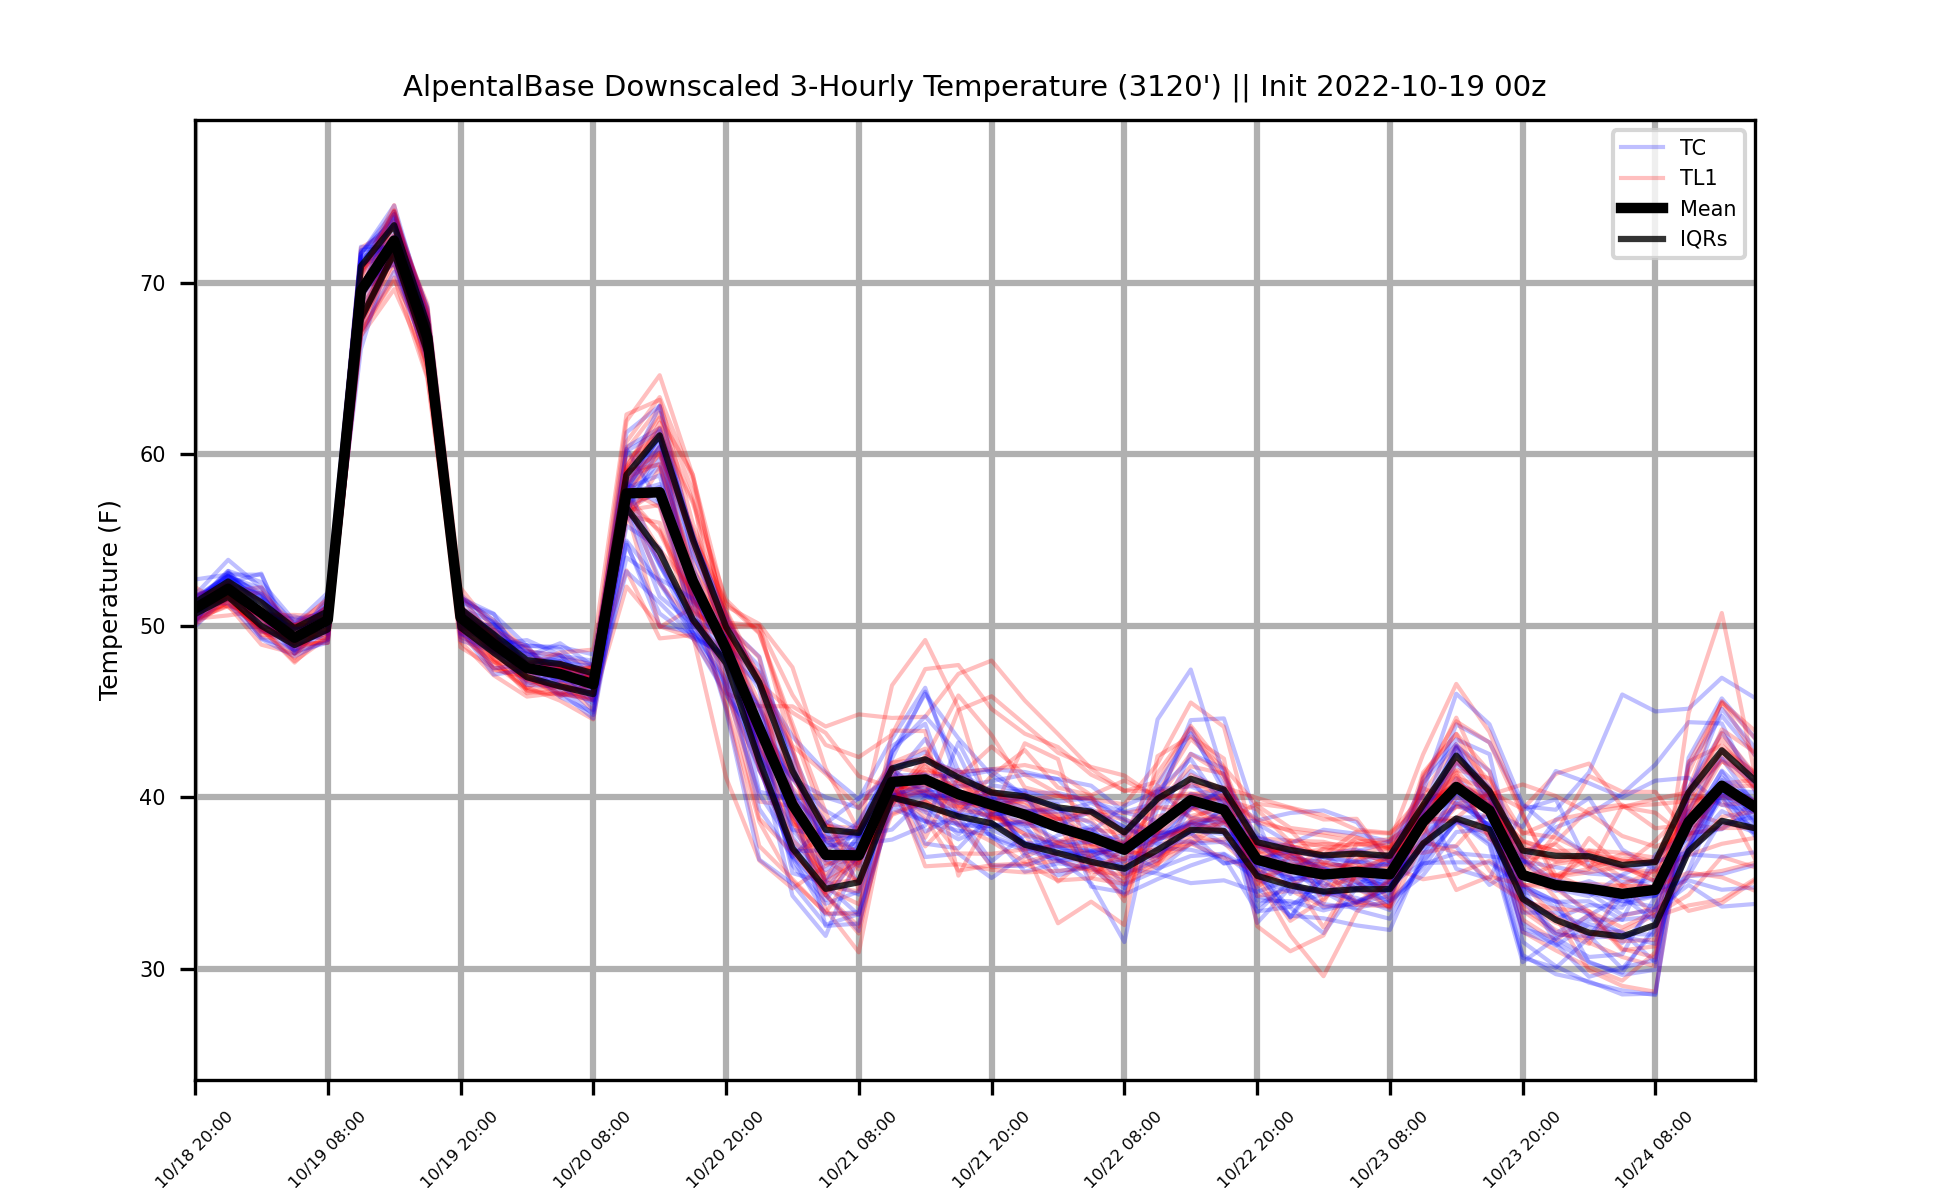 AlpentalBase Downscaled 3-Hourly Temperature (3120') || Init 2022-10-19 00z
TC
TL1
Mean
IQRs
Temperature (F)
70
60
50
40
30
10/18 20:00
10/19 08:00
10/19 20:00
10/20 08:00
10/20 20:00
10/21 08:00
10/21 20:00
10/22 08:00
10/22 20:00
10/23 08:00
10/23 20:00
10/24 08:00